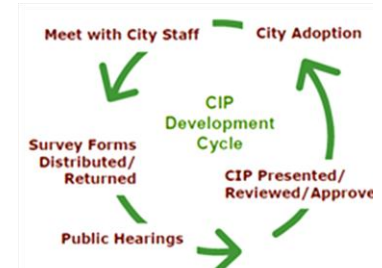 Meet with City Staff
City Adoption
CIP
Development
Cycle
Survey Forms
Distributed/
Returned
CIP Presented/
Reviewed/Approve
Public Hearings